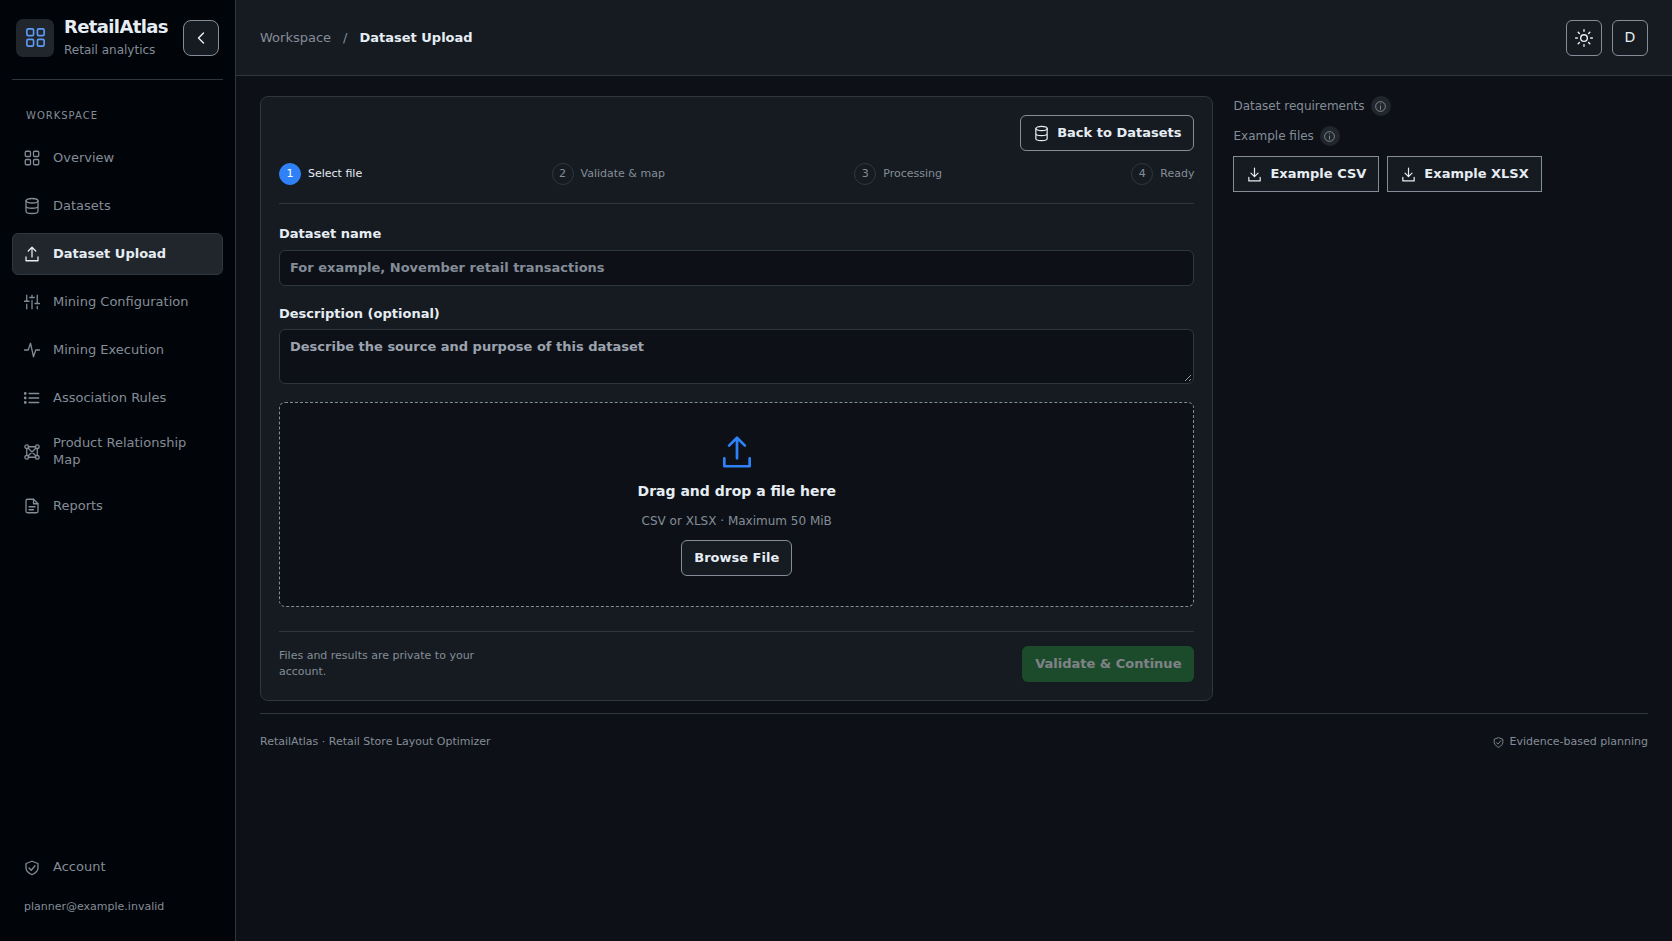 RetailAtlas
Retail analytics
WORKSPACE
Overview
Datasets
Dataset Upload
Mining Configuration
Mining Execution
Association Rules
Product Relationship
Map
Reports
Account
planner@example.invalid
Workspace / Dataset Upload
D
Back to Datasets
1 Select file
2 Validate & map
3 Processing
4 Ready
Dataset name
For example, November retail transactions
Description (optional)
Describe the source and purpose of this dataset
Drag and drop a file here
CSV or XLSX · Maximum 50 MiB
Browse File
Files and results are private to your
account.
Validate & Continue
Dataset requirements
Example files
Example CSV
Example XLSX
RetailAtlas · Retail Store Layout Optimizer
Evidence-based planning